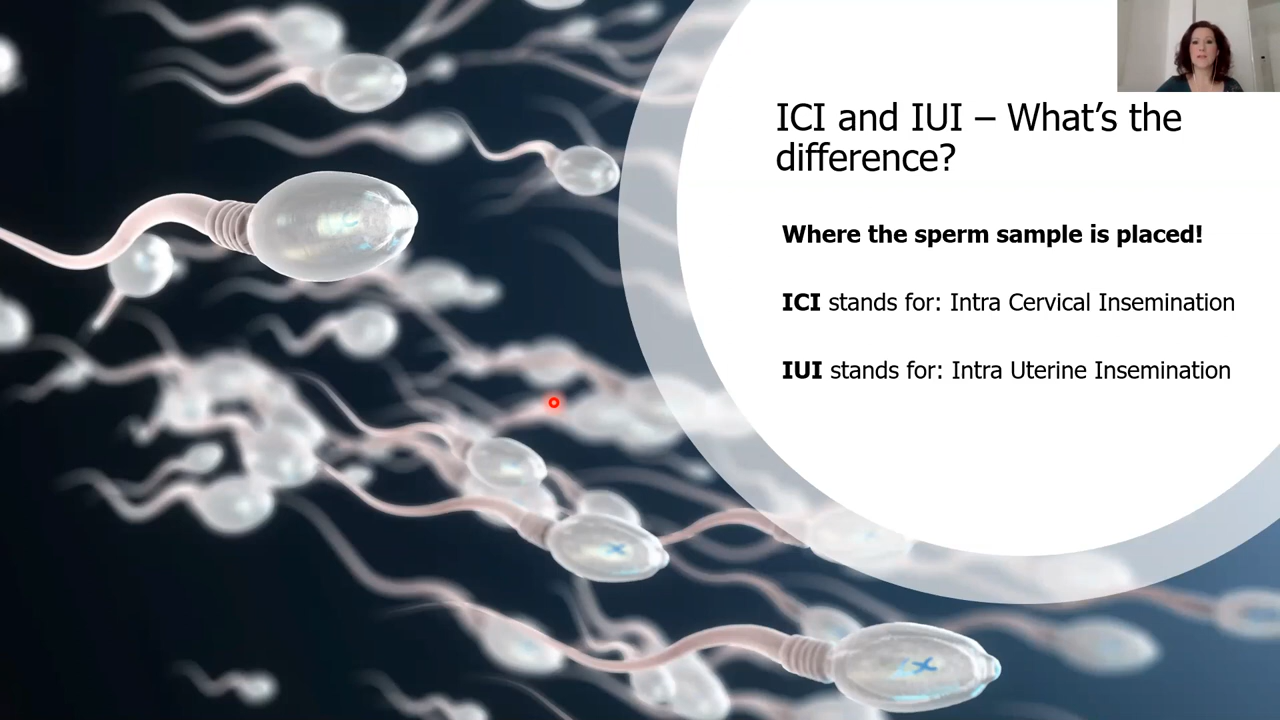 ICI and IUI – What’s the
difference?
Where the sperm sample is placed!
ICI stands for: Intra Cervical Insemination
IUI stands for: Intra Uterine Insemination